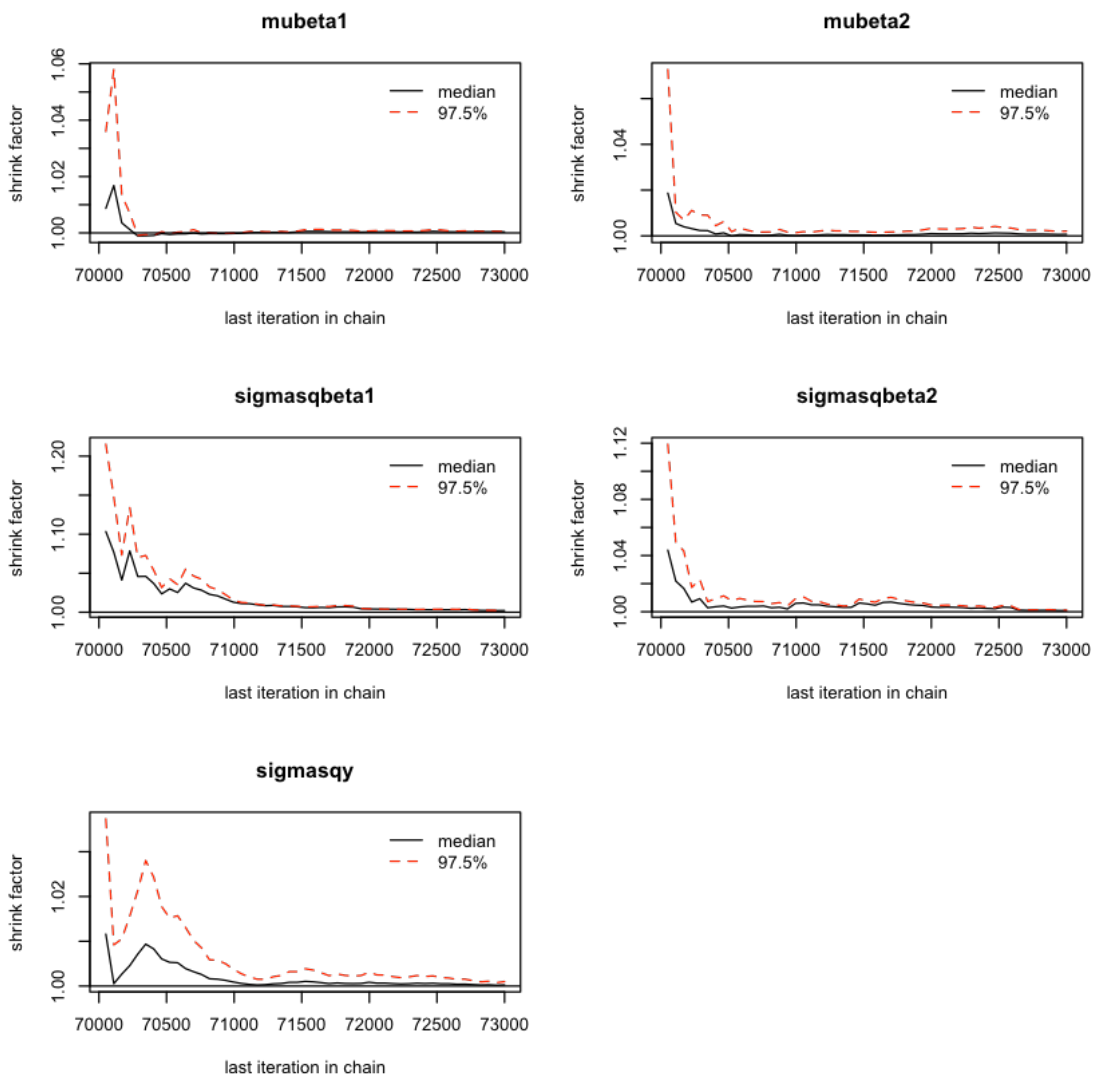 mubeta1
shrink factor
1.00 1.02 1.04 1.06
median
97.5%
70000 70500 71000 71500 72000 72500 73000
last iteration in chain
mubeta2
shrink factor
1.00 1.04
median
97.5%
70000 70500 71000 71500 72000 72500 73000
last iteration in chain
sigmasqbeta1
shrink factor
1.00 1.10 1.20
median
97.5%
70000 70500 71000 71500 72000 72500 73000
last iteration in chain
sigmasqbeta2
shrink factor
1.00 1.04 1.08 1.12
median
97.5%
70000 70500 71000 71500 72000 72500 73000
last iteration in chain
sigmasqy
shrink factor
1.00 1.02
median
97.5%
70000 70500 71000 71500 72000 72500 73000
last iteration in chain